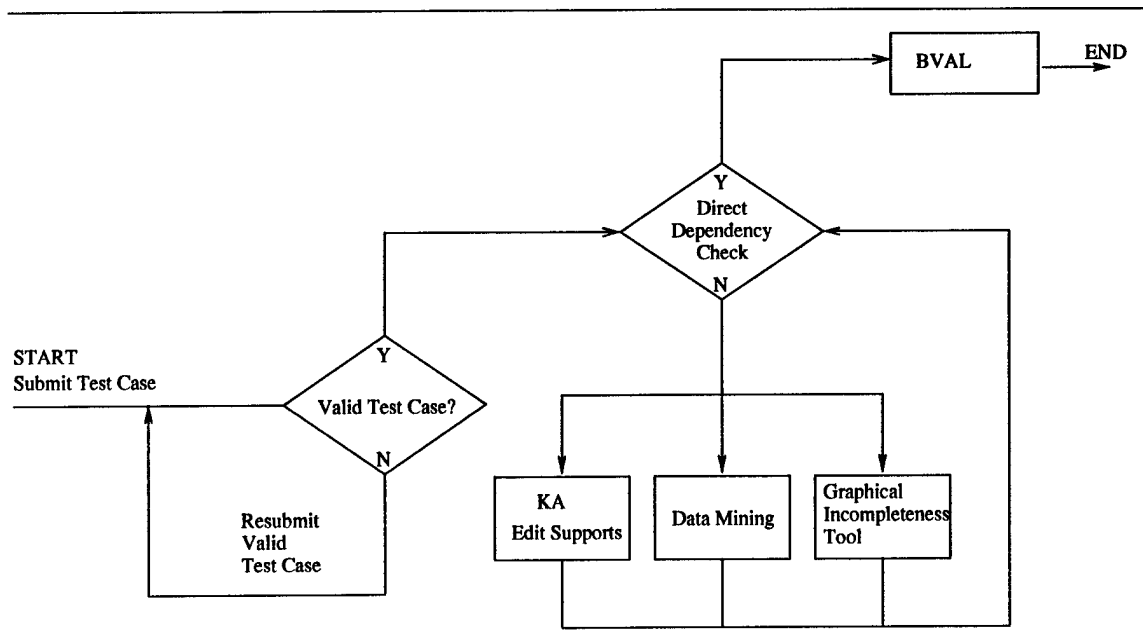 BVAL
END
Y
Direct
Dependency
Check
N
START
Submit Test Case
Y
Valid Test Case?
N
Resubmit
Valid
Test Case
KA
Edit Supports
Data Mining
Graphical
Incompleteness
Tool